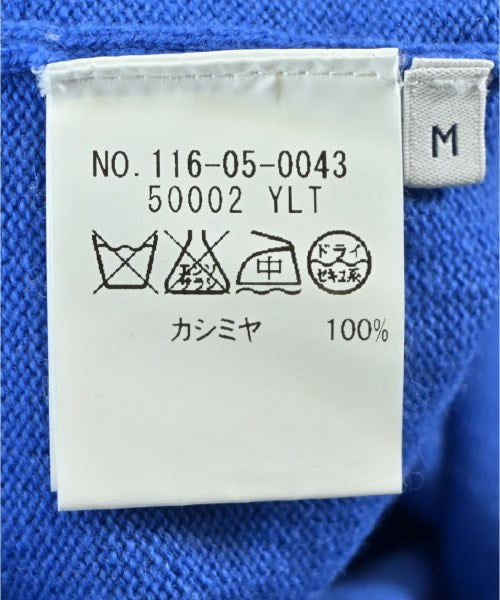 NO. 116-05-0043
50002 YLT
エンソ
サラシ
中
ドライ
セキユ系
カシミヤ 100%
M